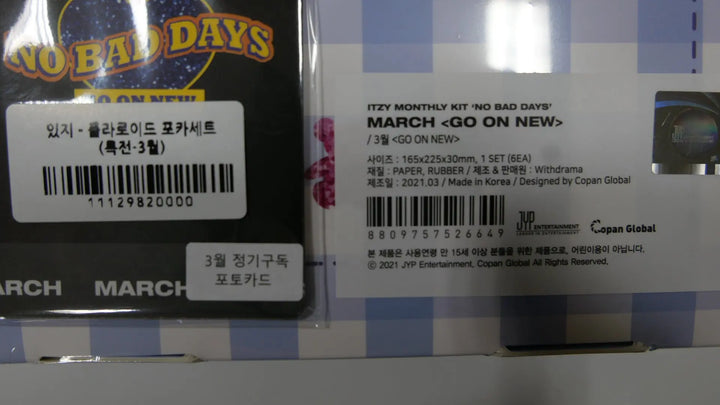 NO BAD DAYS
GO ON NEW
있지 - 폴라로이드 포카세트
(특전-3월)
11129820000
3월 정기구독
포토카드
ARCH MARCH
ITZY MONTHLY KIT 'NO BAD DAYS'
MARCH <GO ON NEW>
/ 3월 <GO ON NEW>
사이즈 : 165x225x30mm, 1 SET (6EA)
재질 : PAPER, RUBBER / 제조 & 판매원 : Withdrama
제조일 : 2021.03 / Made in Korea / Designed by Copan Global
8809757526649
JYP ENTERTAINMENT
LEADER IN ENTERTAINMENT
Copan Global
본 제품은 사용연령 만 15세 이상 분들을 위한 제품으로, 어린이용이 아닙니다.
ⓒ 2021 JYP Entertainment, Copan Global All Rights Reserved.
JYP